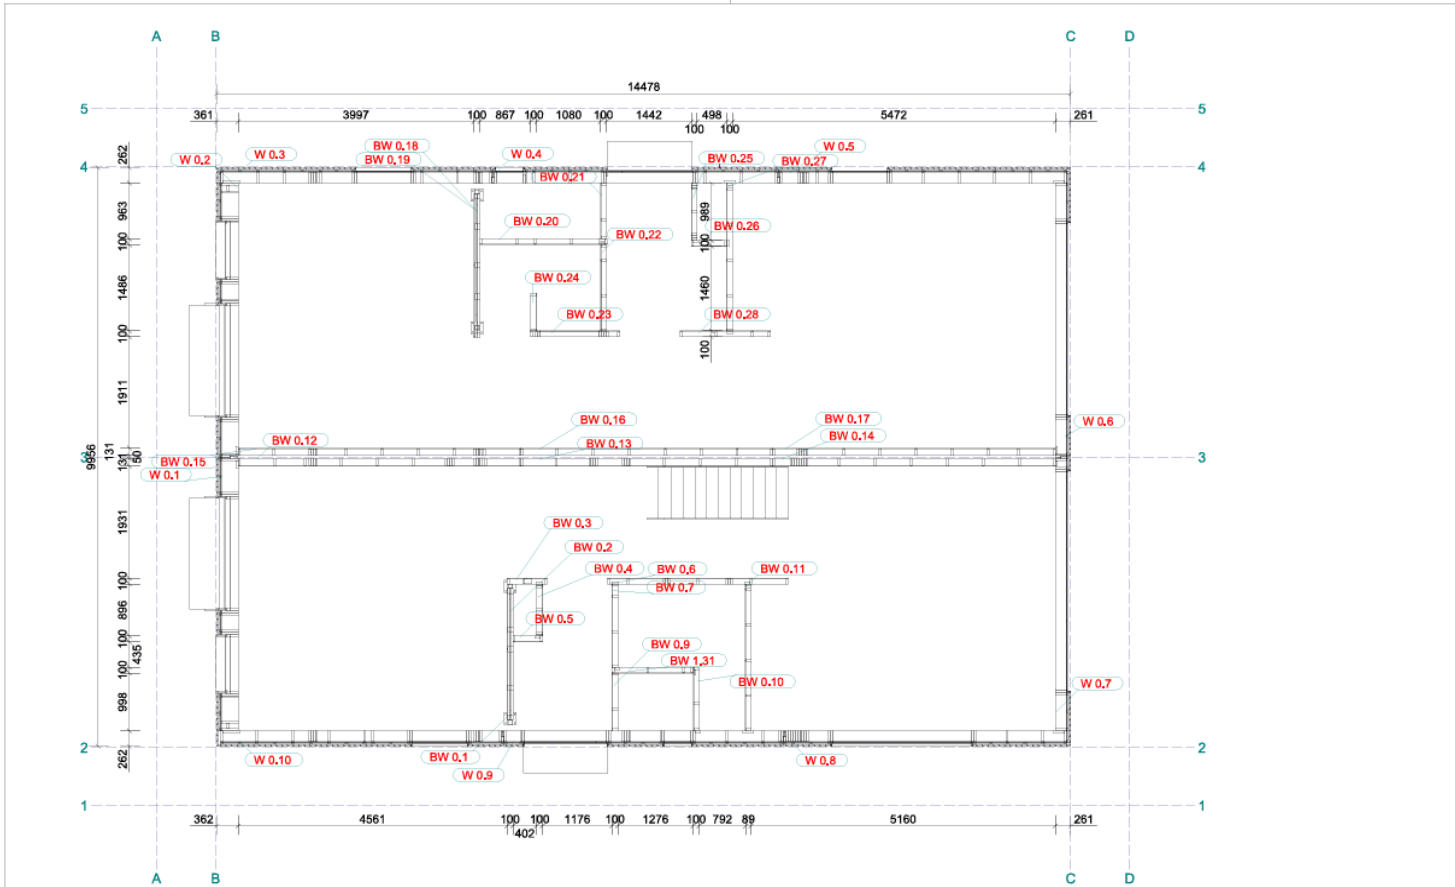 A B C D
14478
5 5
361 3997 100 867 100 1080 100 1442 100 498 100 5472 261
262
BW 0.18
W 0.2 W 0.3 BW 0.19 W 0.4 BW 0.25 BW 0.27 W 0.5
4 4
BW 0.21
963 989
BW 0.20 BW 0.26
100 BW 0.22 100
BW 0.24
1486 1460
BW 0.23 BW 0.28
100 100
1911
BW 0.16 BW 0.17 W 0.6
BW 0.12 BW 0.13 BW 0.14
9956 131 50
3 3
131
BW 0.15
W 0.1
1931
BW 0.3
BW 0.2
100 BW 0.4 BW 0.6 BW 0.11
BW 0.7
896
BW 0.5
100 435
BW 0.9
100 BW 1.31
BW 0.10 W 0.7
998
2 2
262 W 0.10 BW 0.1 W 0.8
W 0.9
1 1
362 4561 100 402 100 1176 100 1276 100 792 89 5160 261
A B C D